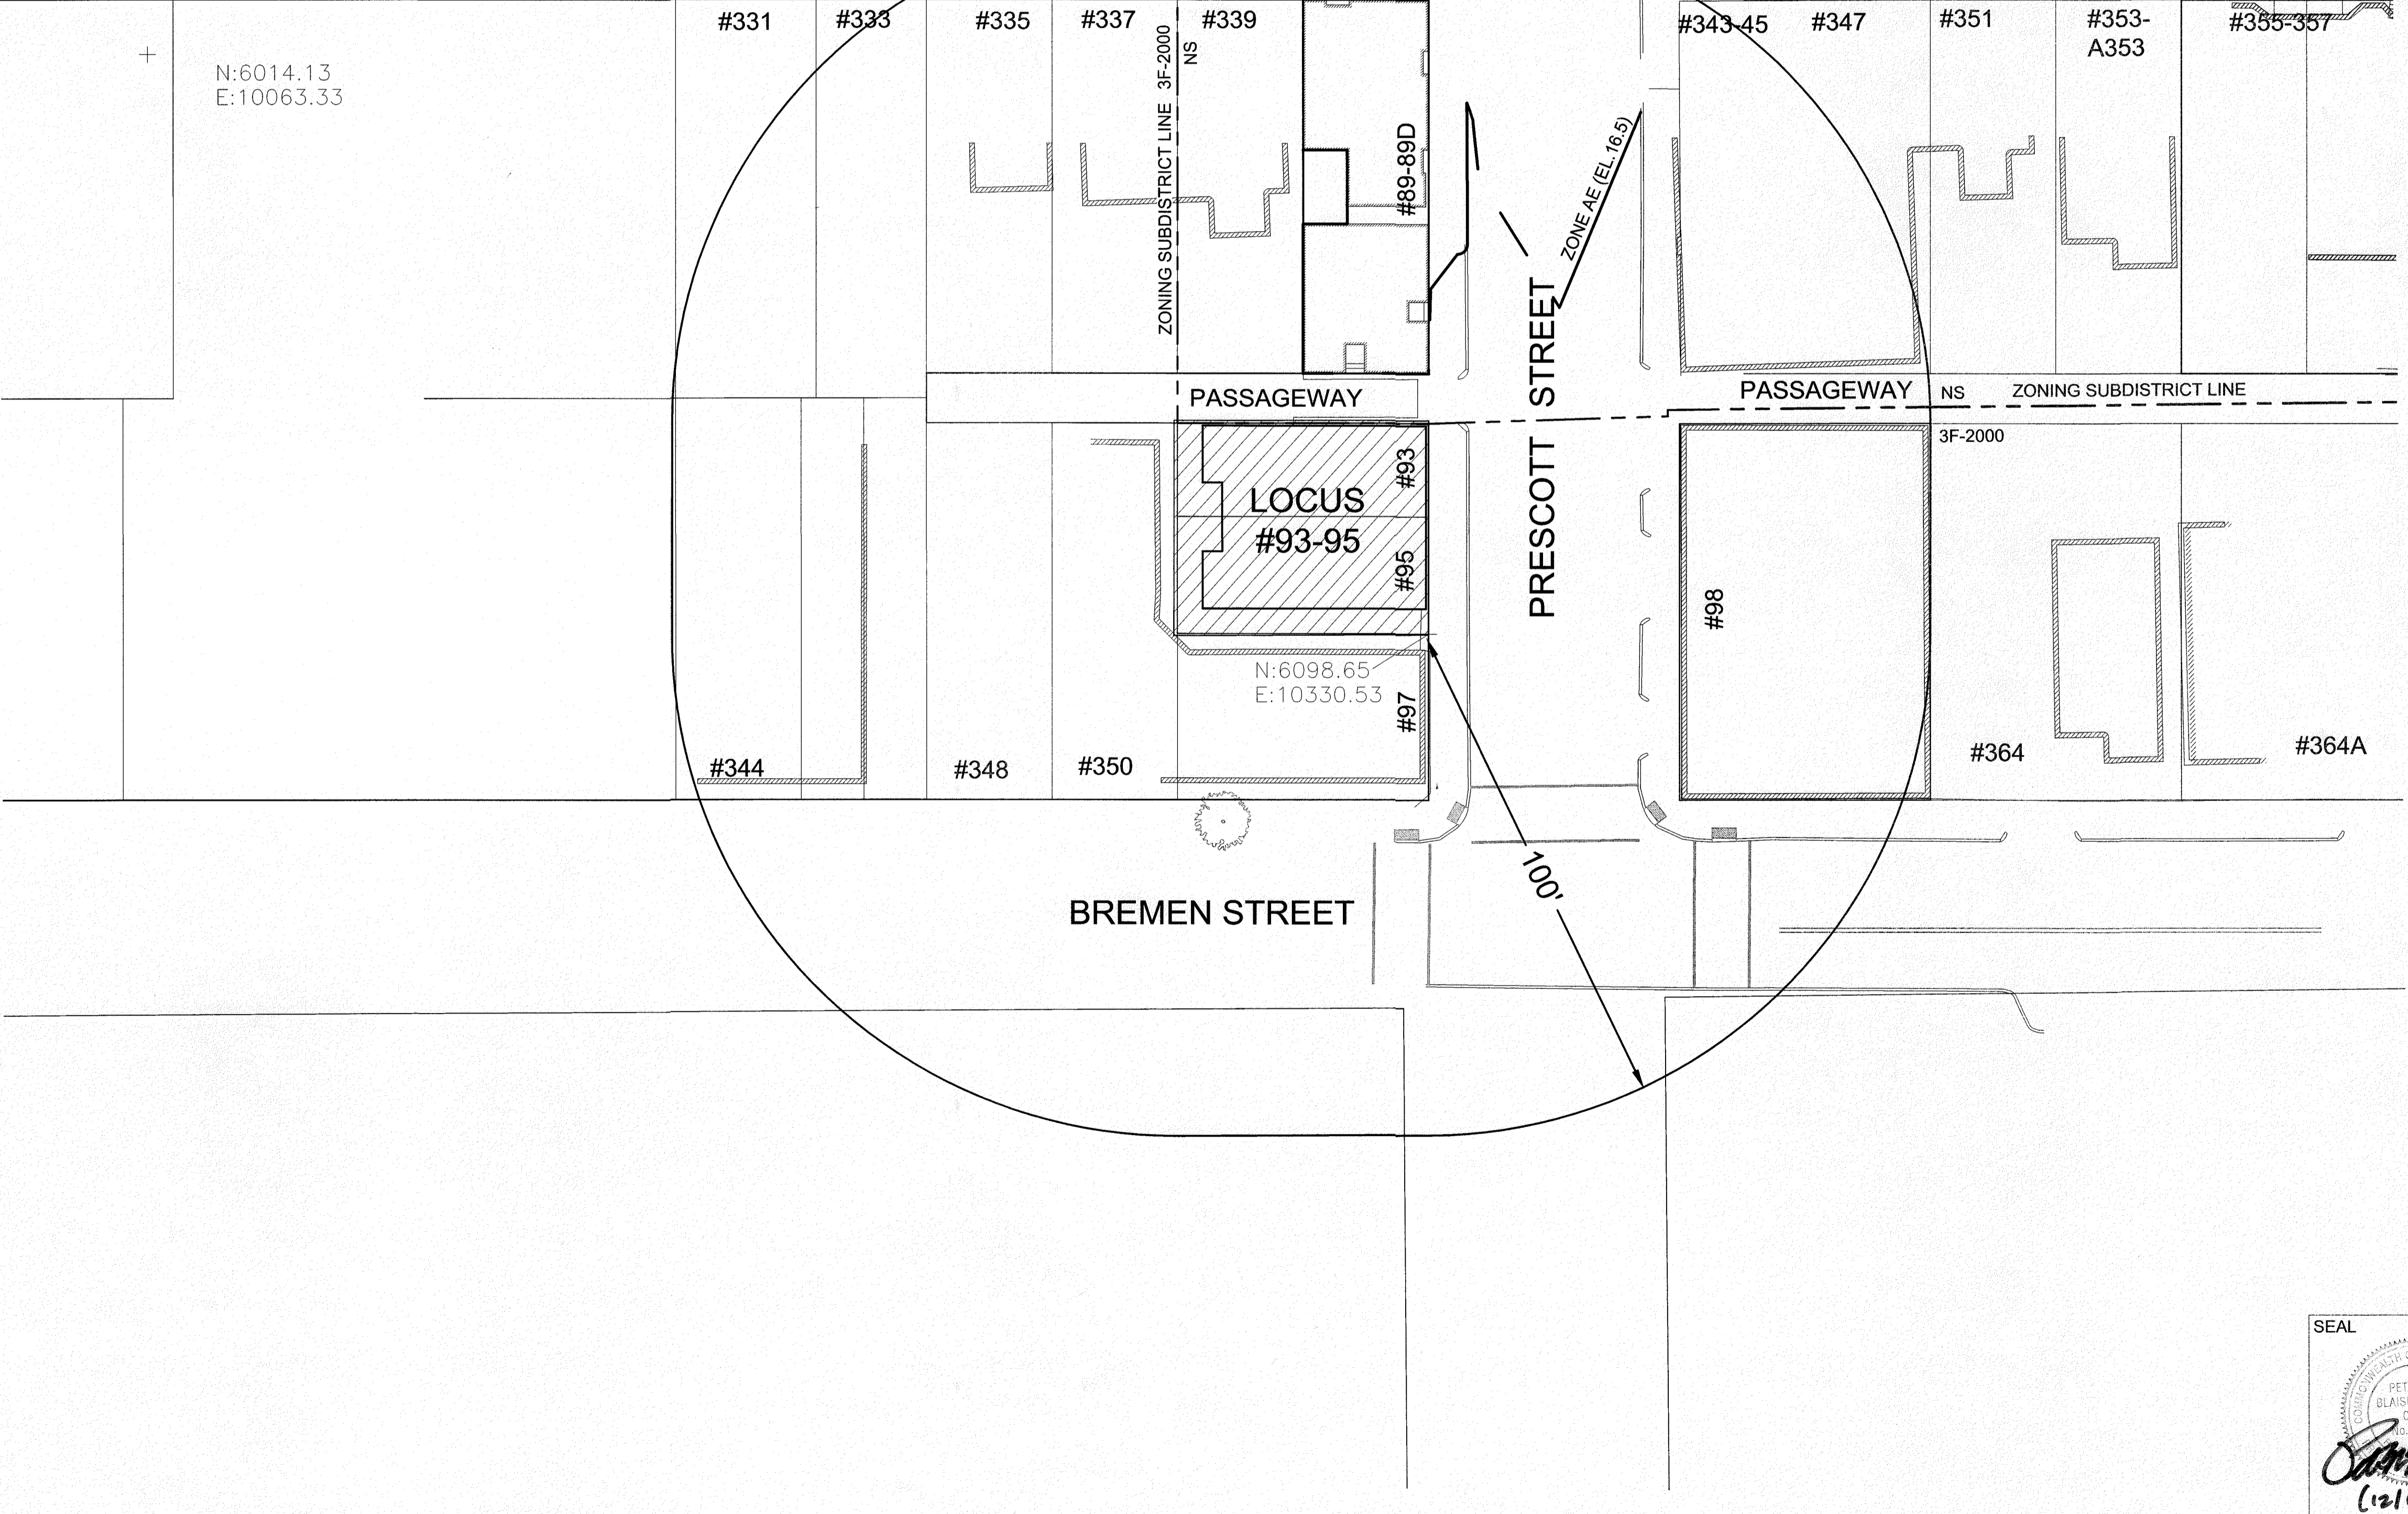 #331
#333
#335
#337
#339
#343-45
#347
#351
#353-
A353
#355-357
N:6014.13
E:10063.33
ZONING SUBDISTRICT LINE 3F-2000
NS
#89-89D
ZONE AE (EL.16.5)
PRESCOTT STREET
PASSAGEWAY
PASSAGEWAY
NS
ZONING SUBDISTRICT LINE
3F-2000
LOCUS
#93-95
#93
#95
#98
N:6098.65
E:10330.53
#97
#344
#348
#350
#364
#364A
100'
BREMEN STREET
SEAL
COMMONWEALTH